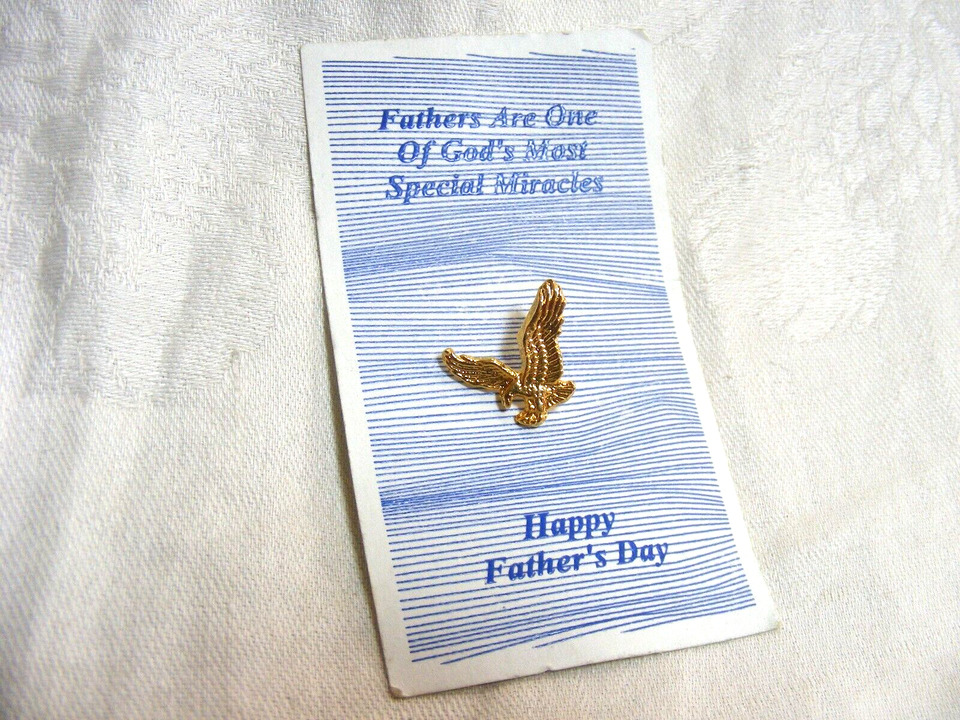 Fathers Are One
Of God's Most
Special Miracles
Happy
Father's Day